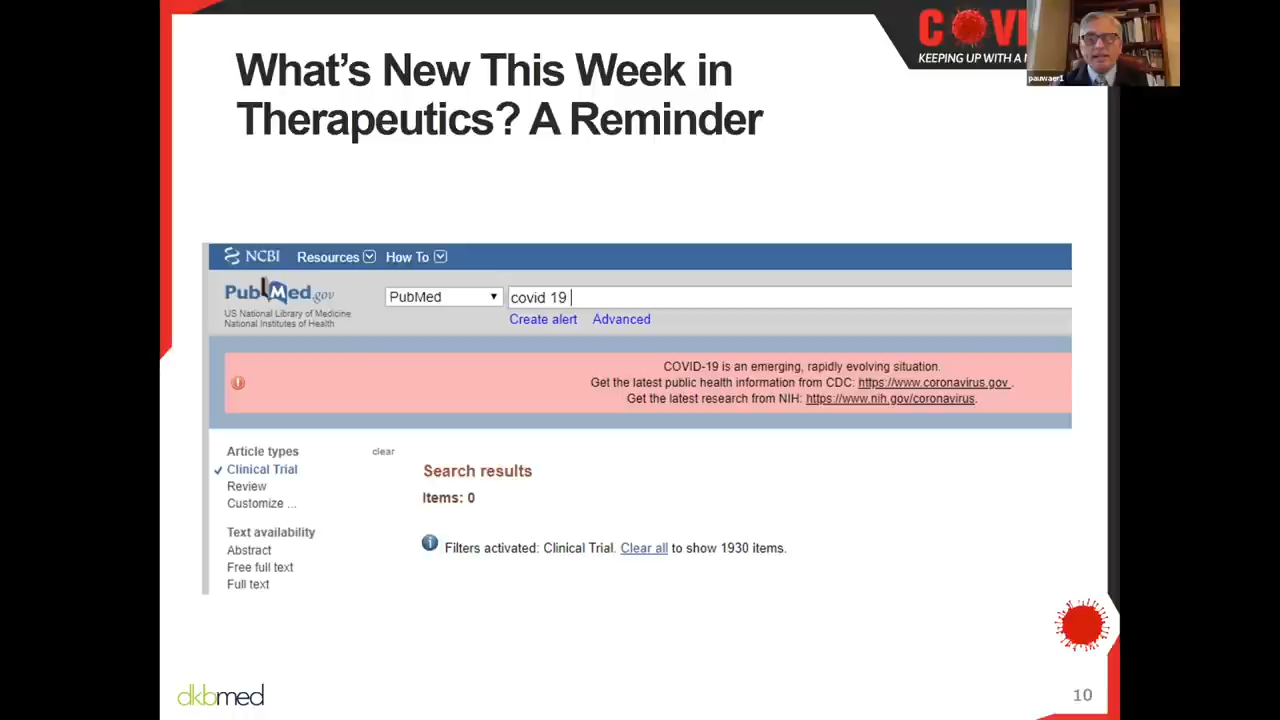 What's New This Week in
Therapeutics? A Reminder
COVI
KEEPING UP WITH A
pauwaer1
NCBI Resources How To
PubMed.gov
US National Library of Medicine
National Institutes of Health
PubMed
covid 19
Create alert Advanced
COVID-19 is an emerging, rapidly evolving situation.
Get the latest public health information from CDC: https://www.coronavirus.gov .
Get the latest research from NIH: https://www.nih.gov/coronavirus.
Article types
clear
Clinical Trial
Review
Customize ...
Text availability
Abstract
Free full text
Full text
Search results
Items: 0
Filters activated: Clinical Trial. Clear all to show 1930 items.
dkbmed
10